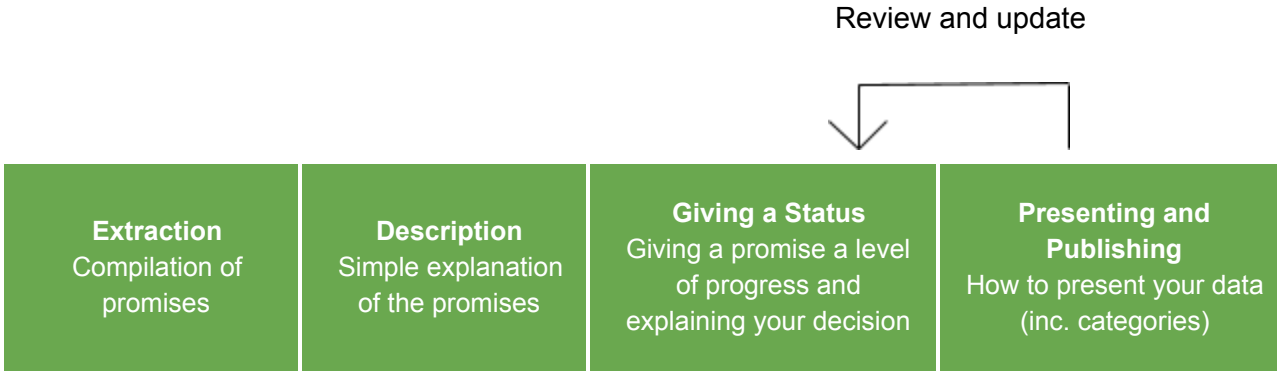 Review and update
Extraction
Compilation of
promises
Description
Simple explanation
of the promises
Giving a Status
Giving a promise a level
of progress and
explaining your decision
Presenting and
Publishing
How to present your data
(inc. categories)